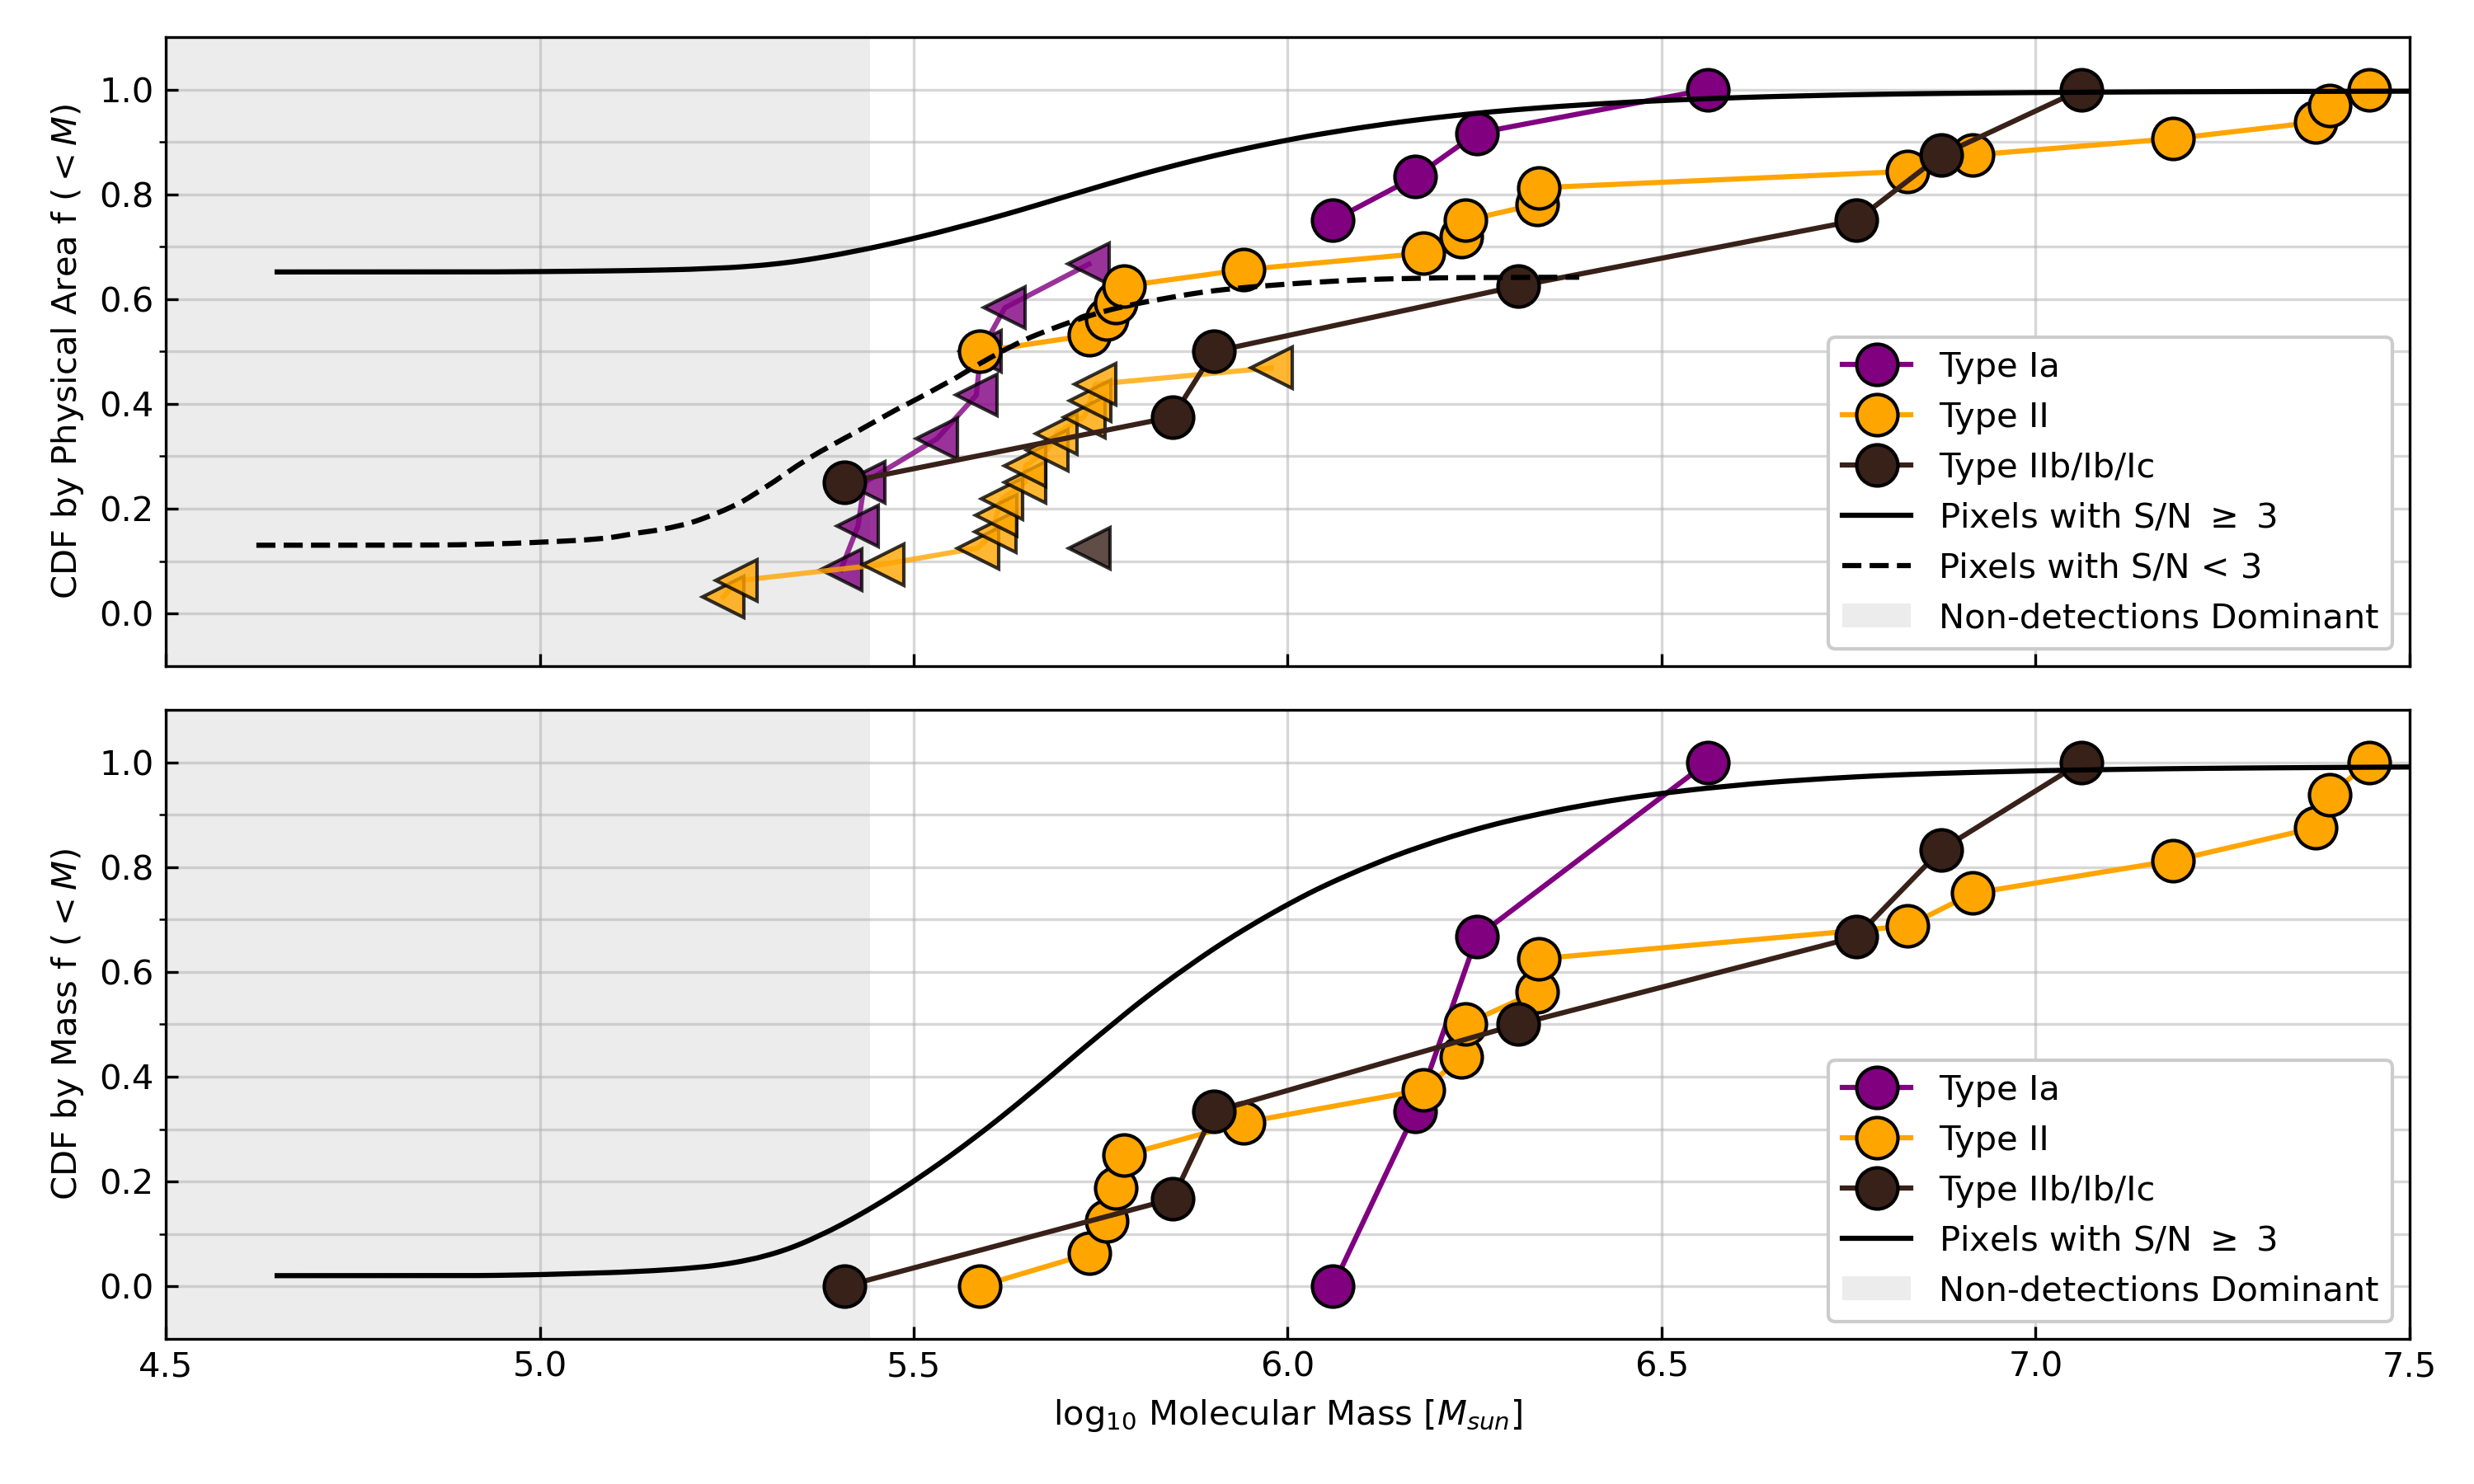 CDF by Physical Area f ( < M)
1.0
0.8
0.6
0.4
0.2
0.0
Type Ia
Type II
Type IIb/Ib/Ic
Pixels with S/N ≥ 3
Pixels with S/N < 3
Non-detections Dominant
CDF by Mass f ( < M)
1.0
0.8
0.6
0.4
0.2
0.0
Type Ia
Type II
Type IIb/Ib/Ic
Pixels with S/N ≥ 3
Non-detections Dominant
4.5 5.0 5.5 6.0 6.5 7.0 7.5
log₁₀ Molecular Mass [M_sun]